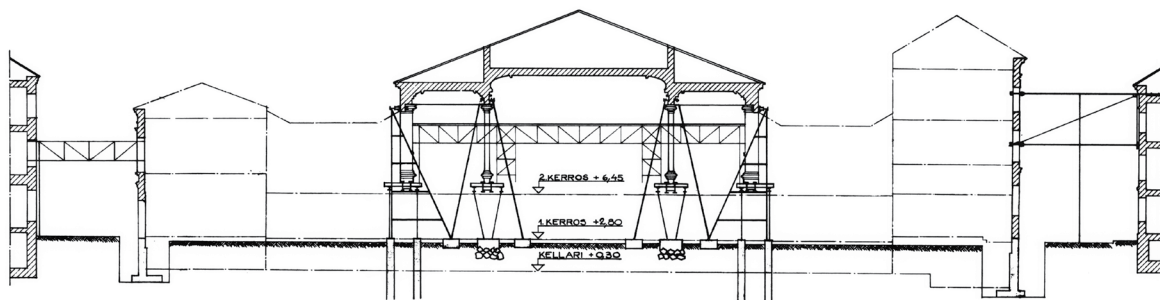 2 KERROS + 6,45
1 KERROS +2,80
KELLARI + 0,30